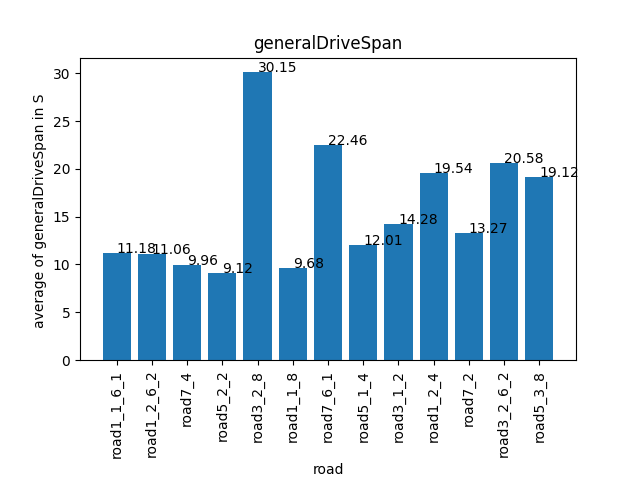 generalDriveSpan
average of generalDriveSpan in S
30
25
20
15
10
5
0
11.18
11.06
9.96
9.12
30.15
9.68
22.46
12.01
14.28
19.54
13.27
20.58
19.12
road1_1_6_1
road1_2_6_2
road7_4
road5_2_2
road3_2_8
road1_1_8
road7_6_1
road5_1_4
road3_1_2
road1_2_4
road7_2
road3_2_6_2
road5_3_8
road